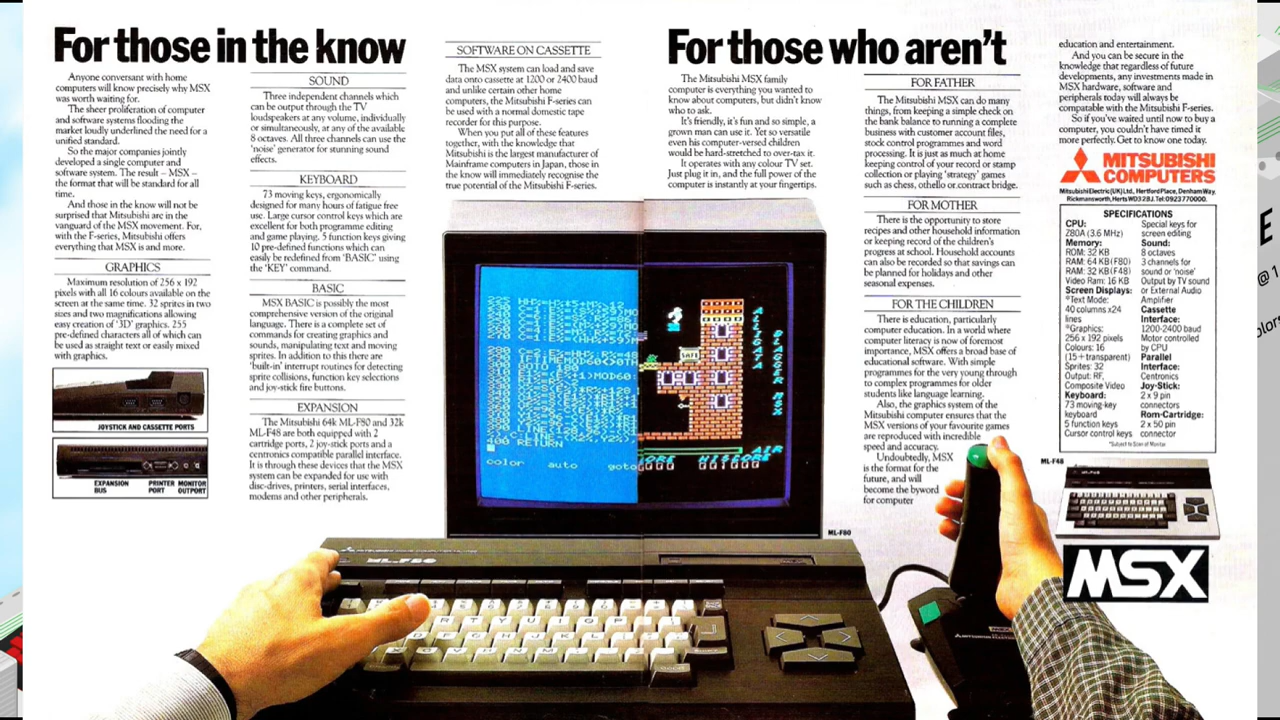 For those in the know
Anyone conversant with home
computers will know precisely why MSX
was worth waiting for.
The sheer proliferation of computer
and software systems flooding the
market loudly underlined the need for a
unified standard.
So the major companies jointly
developed a single computer and
software system. The result – MSX –
the format that will be standard for all
time.
And those in the know will not be
surprised that Mitsubishi are in the
vanguard of the MSX movement. For,
with the F-series, Mitsubishi offers
everything that MSX is and more.
GRAPHICS
Maximum resolution of 256 x 192
pixels with all 16 colours available on the
screen at the same time. 32 sprites in two
sizes and two magnifications allowing
easy creation of '3D' graphics. 255
pre-defined characters all of which can
be used as straight text or easily mixed
with graphics.
JOYSTICK AND CASSETTE PORTS
EXPANSION
BUS
PRINTER
PORT
MONITOR
OUTPORT
SOUND
Three independent channels which
can be output through the TV
loudspeakers at any volume, individually
or simultaneously, at any of the available
8 octaves. All three channels can use the
'noise' generator for stunning sound
effects.
KEYBOARD
73 moving keys, ergonomically
designed for many hours of fatigue free
use. Large cursor control keys which are
excellent for both programme editing
and game playing. 5 function keys giving
10 pre-defined functions which can
easily be redefined from 'BASIC' using
the 'KEY' command.
BASIC
MSX BASIC is possibly the most
comprehensive version of the original
language. There is a complete set of
commands for creating graphics and
sounds, manipulating text and moving
sprites. In addition to this there are
'built-in' interrupt routines for detecting
sprite collisions, function key selections
and joy-stick fire buttons.
EXPANSION
The Mitsubishi 64k ML-F80 and 32k
ML-F48 are both equipped with 2
cartridge ports, 2 joy-stick ports and a
centronics compatible parallel interface.
It is through these devices that the MSX
system can be expanded for use with
disc-drives, printers, serial interfaces,
modems and other peripherals.
SOFTWARE ON CASSETTE
The MSX system can load and save
data onto cassette at 1200 or 2400 baud
and unlike certain other home
computers, the Mitsubishi F-series can
be used with a normal domestic tape
recorder for this purpose.
When you put all of these features
together, with the knowledge that
Mitsubishi is the largest manufacturer of
Mainframe computers in Japan, those in
the know will immediately recognise the
true potential of the Mitsubishi F-series.
color auto goto
ALLIGATA
BLAGGER MSX
SAFE
AIR
ML-F80
ML-F80
For those who aren't
The Mitsubishi MSX family
computer is everything you wanted to
know about computers, but didn't know
who to ask.
It's friendly, it's fun and so simple, a
grown man can use it. Yet so versatile
even his computer-versed children
would be hard-stretched to over-tax it.
It operates with any colour TV set.
Just plug it in, and the full power of the
computer is instantly at your fingertips.
FOR FATHER
The Mitsubishi MSX can do many
things, from keeping a simple check on
the bank balance to running a complete
business with customer account files,
stock control programmes and word
processing. It is just as much at home
keeping control of your record or stamp
collection or playing 'strategy' games
such as chess, othello or contract bridge.
FOR MOTHER
There is the opportunity to store
recipes and other household information
or keeping record of the children's
progress at school. Household accounts
can also be recorded so that savings can
be planned for holidays and other
seasonal expenses.
FOR THE CHILDREN
There is education, particularly
computer education. In a world where
computer literacy is now of foremost
importance, MSX offers a broad base of
educational software. With simple
programmes for the very young through
to complex programmes for older
students like language learning.
Also, the graphics system of the
Mitsubishi computer ensures that the
MSX versions of your favourite games
are reproduced with incredible
speed and accuracy.
Undoubtedly, MSX
is the format for the
future, and will
become the byword
for computer
education and entertainment.
And you can be secure in the
knowledge that regardless of future
developments, any investments made in
MSX hardware, software and
peripherals today will always be
compatable with the Mitsubishi F-series.
So if you've waited until now to buy a
computer, you couldn't have timed it
more perfectly. Get to know one today.
MITSUBISHI
COMPUTERS
Mitsubishi Electric (UK) Ltd, Hertford Place, Denham Way,
Rickmansworth, Herts WD3 2BJ. Tel: 0923 770000.
SPECIFICATIONS
CPU:
Z80A (3.6 MHz)
Memory:
ROM: 32 KB
RAM: 64 KB (F80)
RAM: 32 KB (F48)
Video Ram: 16 KB
Screen Displays:
*Text Mode:
40 columns x24
lines
*Graphics:
256 x 192 pixels
Colours: 16
(15+ transparent)
Sprites: 32
Output: RF,
Composite Video
Keyboard:
73 moving-key
keyboard
5 function keys
Cursor control keys
Special keys for
screen editing
Sound:
8 octaves
3 channels for
sound or 'noise'
Output by TV sound
or External Audio
Amplifier
Cassette
Interface:
1200-2400 baud
Motor controlled
by CPU
Parallel
Interface:
Centronics
Joy-Stick:
2 x 9 pin
connectors
Rom-Cartridge:
2 x 50 pin
connector
ML-F48
MSX